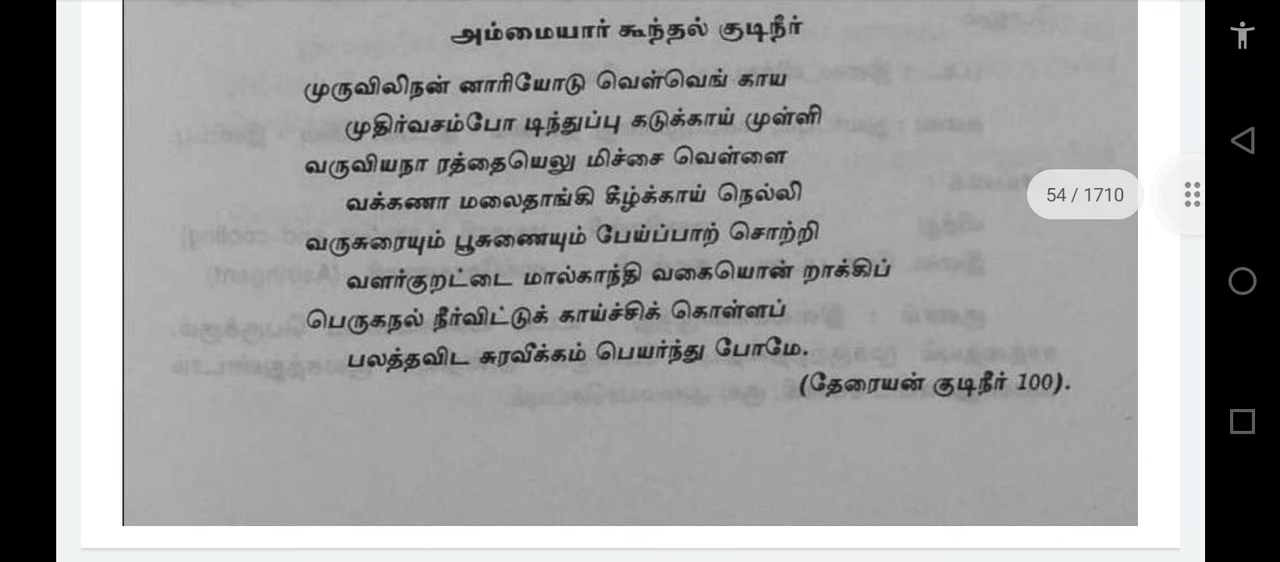 அம்மையார் கூந்தல் குடிநீர்
முருவிலிநன் னாரியோடு வெள்வெங் காய
முதிர்வசம்போ டிந்துப்பு கடுக்காய் முள்ளி
வருவியநா ரத்தையெலு மிச்சை வெள்ளை
வக்கணா மலைதாங்கி கீழ்க்காய் நெல்லி
வருசுரையும் பூசுணையும் பேய்ப்பாற் சொற்றி
வளர்குறட்டை மால்காந்தி வகையொன் றாக்கிப்
பெருகநல் நீர்விட்டுக் காய்ச்சிக் கொள்ளப்
பலத்தவிட சுரவீக்கம் பெயர்ந்து போமே.
(தேரையன் குடிநீர் 100).
54 / 1710